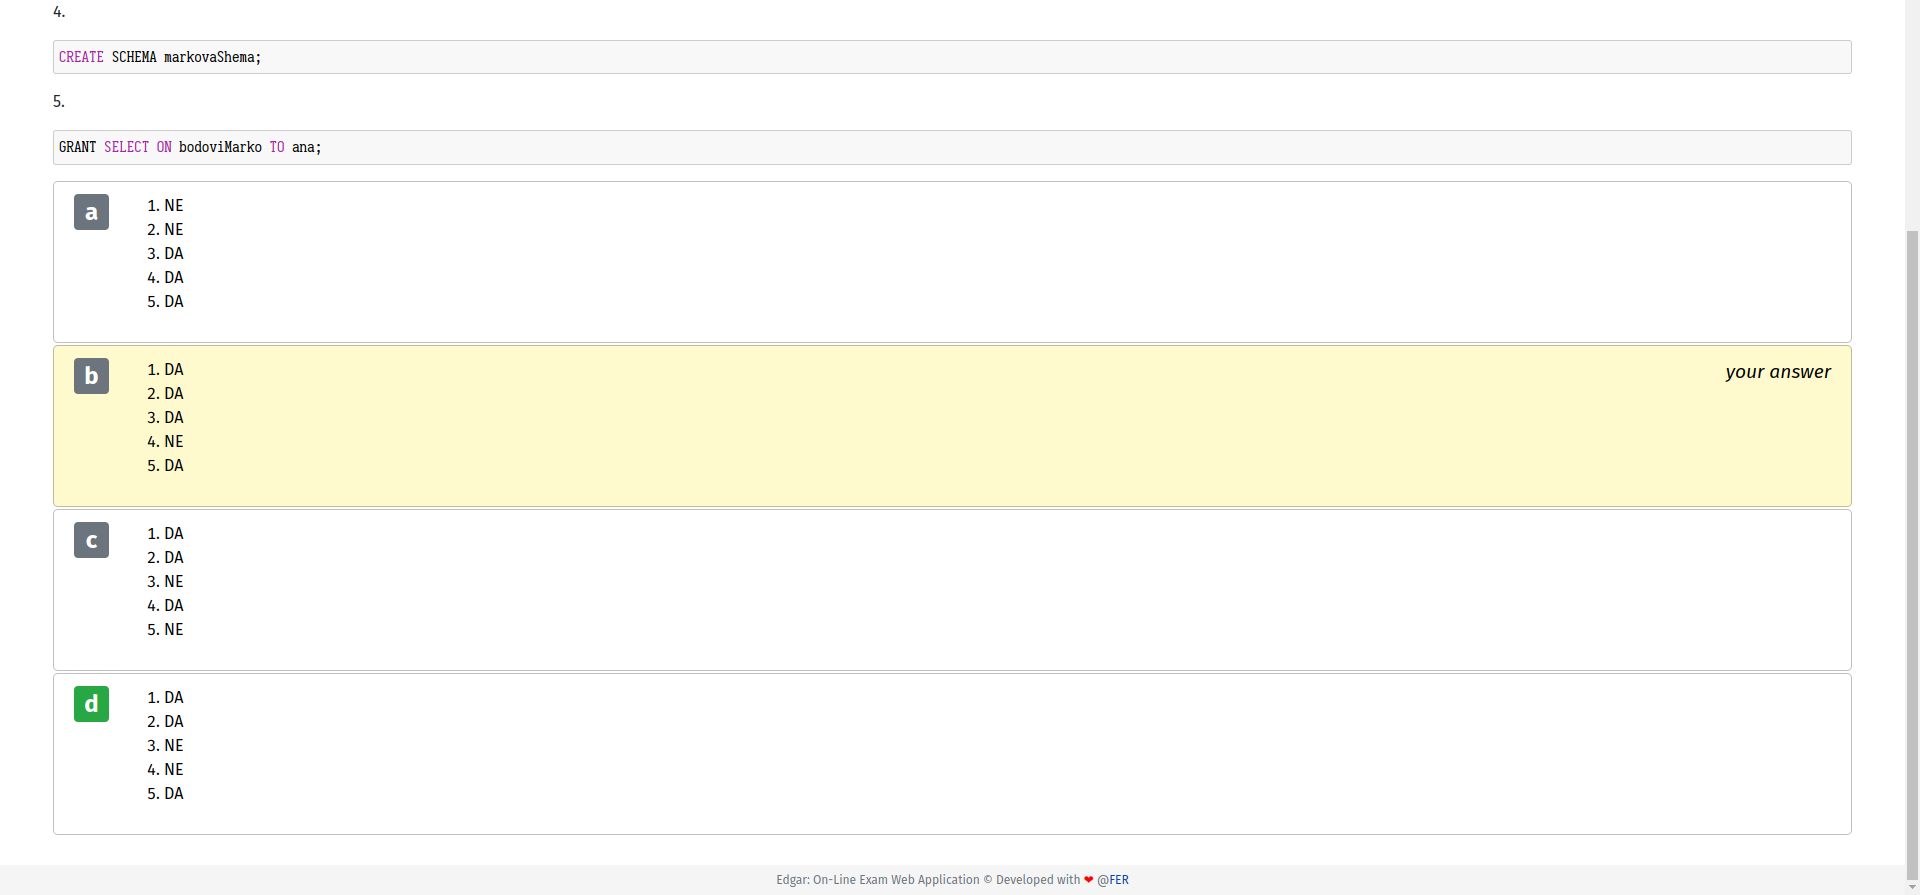 4.
CREATE SCHEMA markovaShema;
5.
GRANT SELECT ON bodoviMarko TO ana;
a
1. NE
2. NE
3. DA
4. DA
5. DA
b
your answer
1. DA
2. DA
3. DA
4. NE
5. DA
c
1. DA
2. DA
3. NE
4. DA
5. NE
d
1. DA
2. DA
3. NE
4. NE
5. DA
Edgar: On-Line Exam Web Application © Developed with ❤ @FER